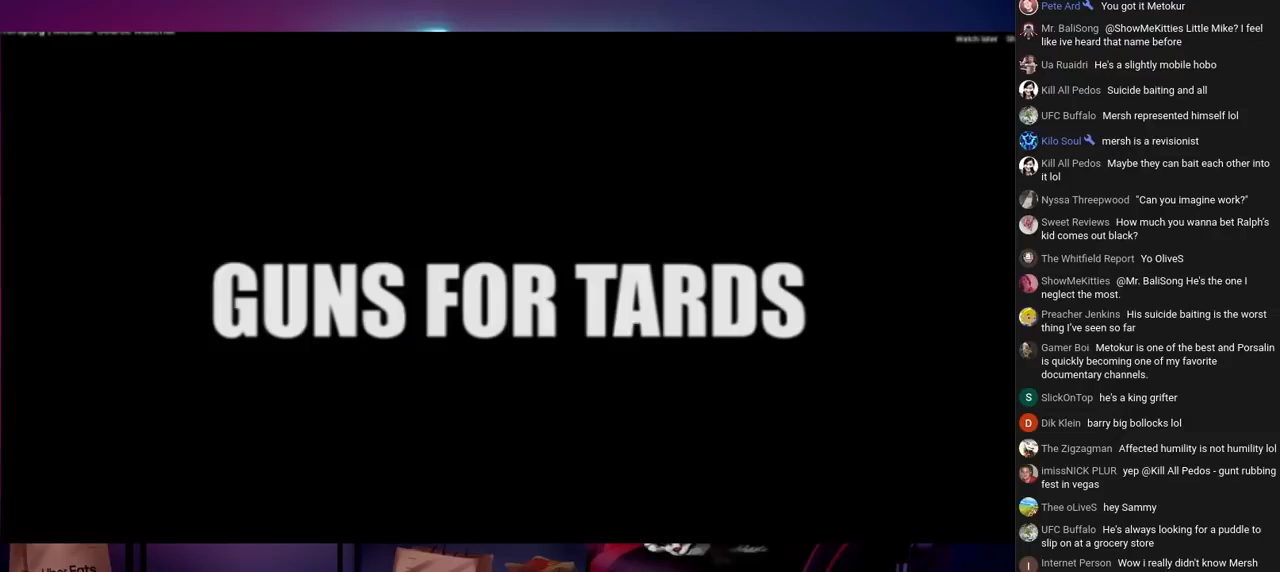 Watch later
GUNS FOR TARDS
Uber Eats
Pete Ard You got it Metokur
Mr. BaliSong @ShowMeKitties Little Mike? I feel
like ive heard that name before
Ua Ruaidri He's a slightly mobile hobo
Kill All Pedos Suicide baiting and all
UFC Buffalo Mersh represented himself lol
Kilo Soul mersh is a revisionist
Kill All Pedos Maybe they can bait each other into
it lol
Nyssa Threepwood "Can you imagine work?"
Sweet Reviews How much you wanna bet Ralph's
kid comes out black?
The Whitfield Report Yo OliveS
ShowMeKitties @Mr. BaliSong He's the one I
neglect the most.
Preacher Jenkins His suicide baiting is the worst
thing I've seen so far
Gamer Boi Metokur is one of the best and Porsalin
is quickly becoming one of my favorite
documentary channels.
S SlickOnTop he's a king grifter
D Dik Klein barry big bollocks lol
The Zigzagman Affected humility is not humility lol
imissNICK PLUR yep @Kill All Pedos - gunt rubbing
fest in vegas
Thee oLiveS hey Sammy
UFC Buffalo He's always looking for a puddle to
slip on at a grocery store
I Internet Person Wow i really didn't know Mersh